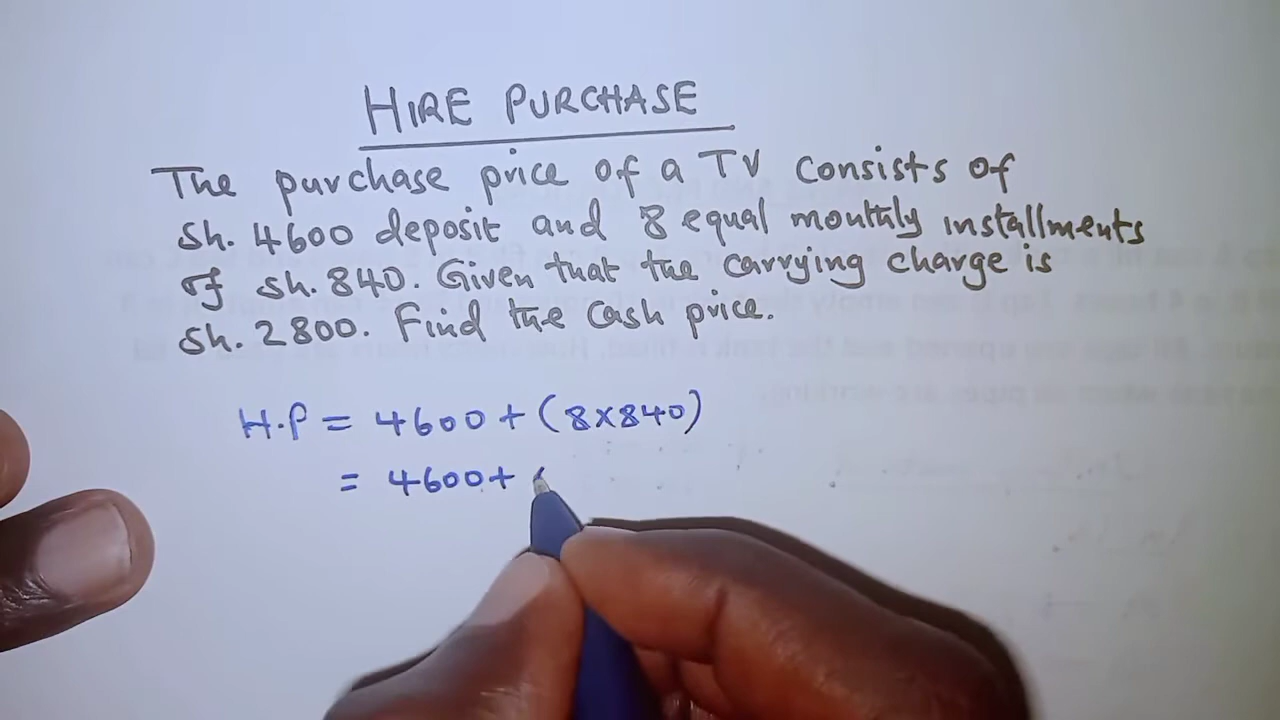 HIRE PURCHASE
The purchase price of a TV consists of
Sh. 4600 deposit and 8 equal monthly installments
of sh. 840. Given that the carrying charge is
Sh. 2800. Find the cash price.
H.P = 4600 + (8x840)
= 4600 +